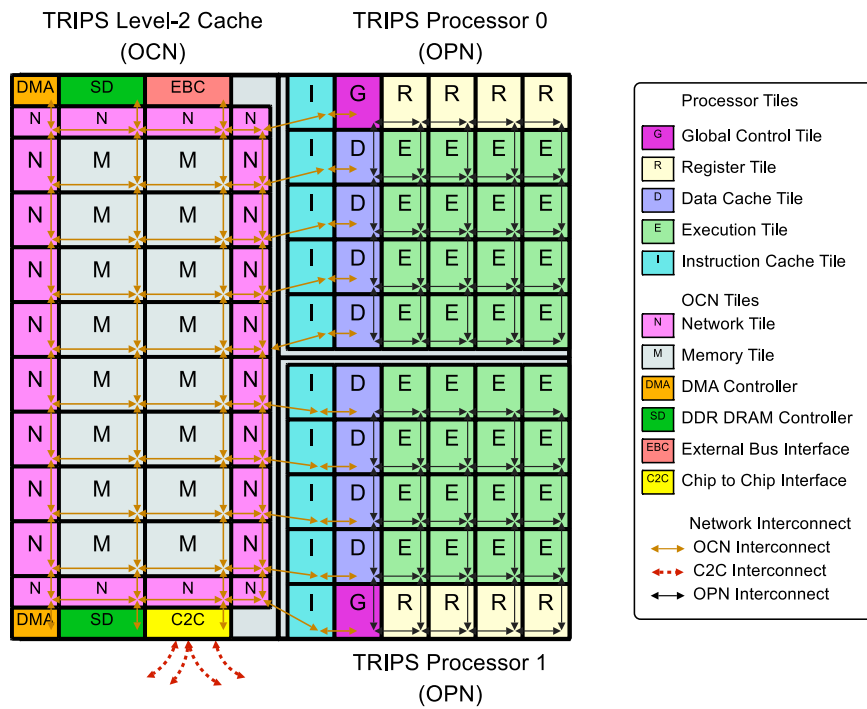 TRIPS Level-2 Cache
(OCN)
TRIPS Processor 0
(OPN)
DMA SD EBC I G R R R R
N N N N
N M M N I D E E E E
N M M N I D E E E E
N M M N I D E E E E
N M M N I D E E E E
N M M N I D E E E E
N M M N I D E E E E
N M M N I D E E E E
N M M N I D E E E E
N N N N I G R R R R
DMA SD C2C
TRIPS Processor 1
(OPN)
Processor Tiles
G Global Control Tile
R Register Tile
D Data Cache Tile
E Execution Tile
I Instruction Cache Tile
OCN Tiles
N Network Tile
M Memory Tile
DMA DMA Controller
SD DDR DRAM Controller
EBC External Bus Interface
C2C Chip to Chip Interface
Network Interconnect
OCN Interconnect
C2C Interconnect
OPN Interconnect